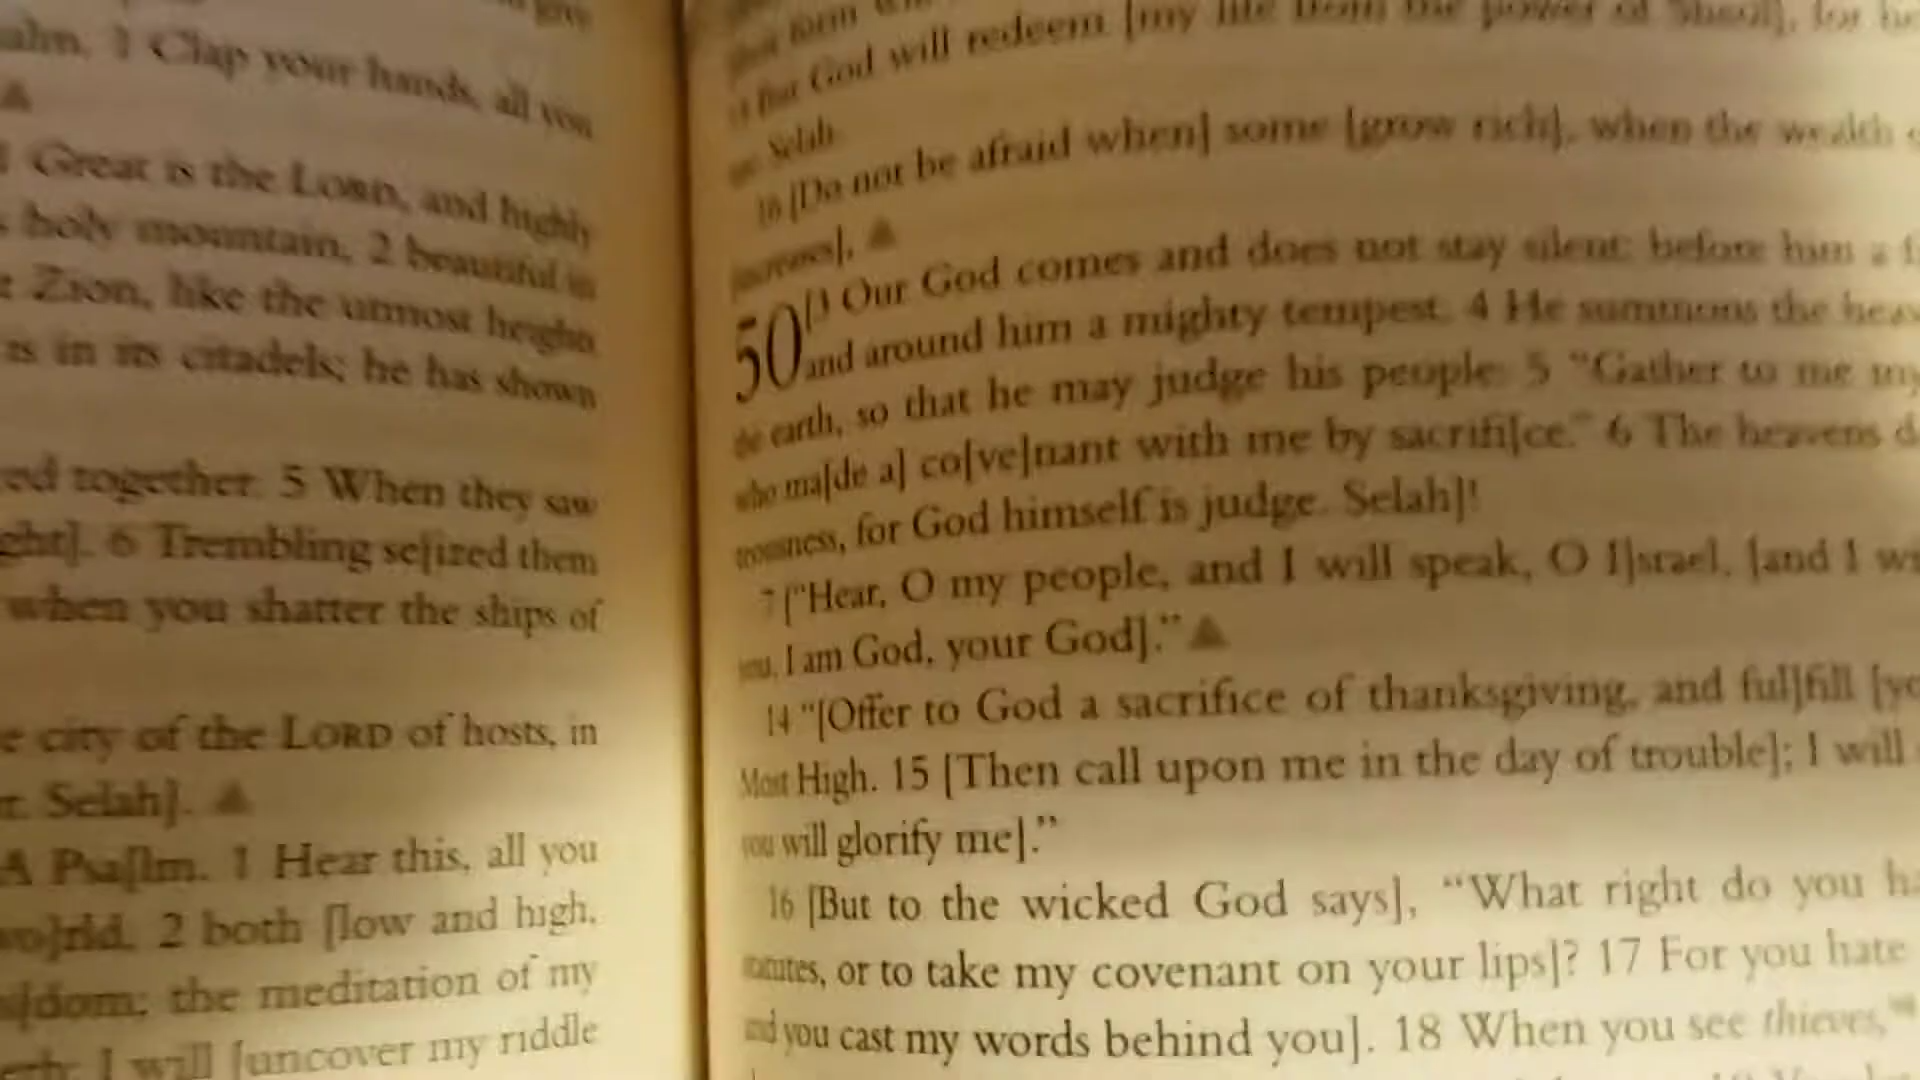 alm. 1 Clap your hands, all you
▲
Great is the LORD, and highly
holy mountain, 2 beautiful in
Zion, like the utmost heights
is in its citadels; he has shown
ed together. 5 When they saw
ght]. 6 Trembling se[ized them
when you shatter the ships of
e city of the LORD of hosts, in
r. Selah]. ▲
A Psa[lm. 1 Hear this, all you
wo]rld, 2 both [low and high,
s]dom; the meditation of my
I will [uncover my riddle
But God will redeem [my life from the power of Sheol], for he
Selah
16 [Do not be afraid when] some [grow rich], when the wealth
increases], ▲
50 [3 Our God comes and does not stay silent; before him a
and around him a mighty tempest. 4 He summons the
the earth, so that he may judge his people: 5 “Gather to me my
who ma[de a] co[ve]nant with me by sacrifi[ce.” 6 The heavens
for God himself is judge. Selah]!
7 [“Hear, O my people, and I will speak, O I]srael, [and I
I am God, your God].” ▲
14 “[Offer to God a sacrifice of thanksgiving, and ful]fill
Most High. 15 [Then call upon me in the day of trouble]; I will
you will glorify me].”
16 [But to the wicked God says], “What right do you
or to take my covenant on your lips]? 17 For you hate
and you cast my words behind you]. 18 When you see thieves,